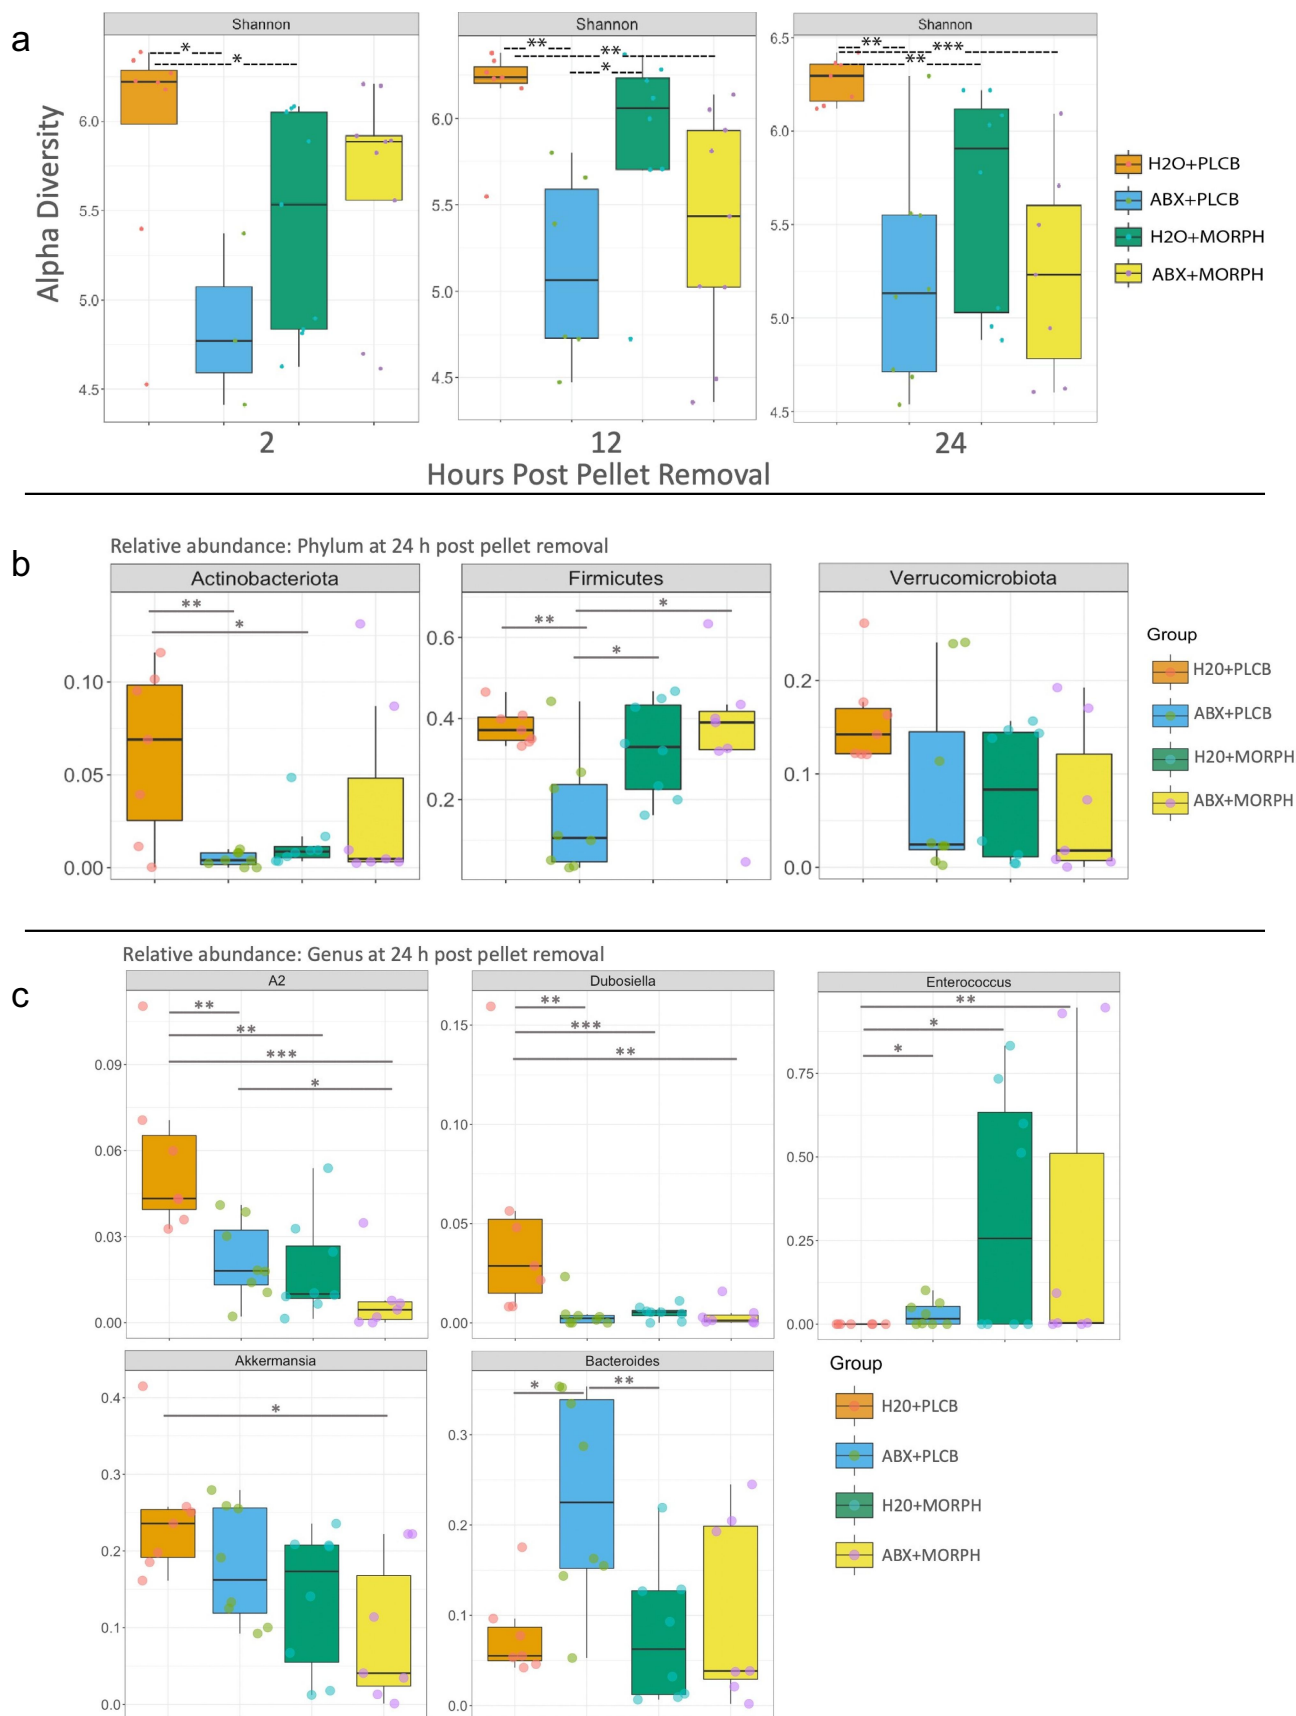 a
Shannon
Shannon
Shannon
* *
** ** *
** *** **
Alpha Diversity
6.0
5.5
5.0
4.5
6.0
5.5
5.0
4.5
6.5
6.0
5.5
5.0
4.5
H2O+PLCB
ABX+PLCB
H2O+MORPH
ABX+MORPH
2
12
24
Hours Post Pellet Removal
b
Relative abundance: Phylum at 24 h post pellet removal
Actinobacteriota
Firmicutes
Verrucomicrobiota
** *
** * *
0.10
0.05
0.00
0.6
0.4
0.2
0.2
0.1
0.0
Group
H20+PLCB
ABX+PLCB
H20+MORPH
ABX+MORPH
c
Relative abundance: Genus at 24 h post pellet removal
A2
Dubosiella
Enterococcus
** ** *** *
** *** **
** * *
0.09
0.06
0.03
0.00
0.15
0.10
0.05
0.00
0.75
0.50
0.25
0.00
Akkermansia
Bacteroides
*
* **
0.4
0.3
0.2
0.1
0.0
0.3
0.2
0.1
0.0
Group
H20+PLCB
ABX+PLCB
H20+MORPH
ABX+MORPH